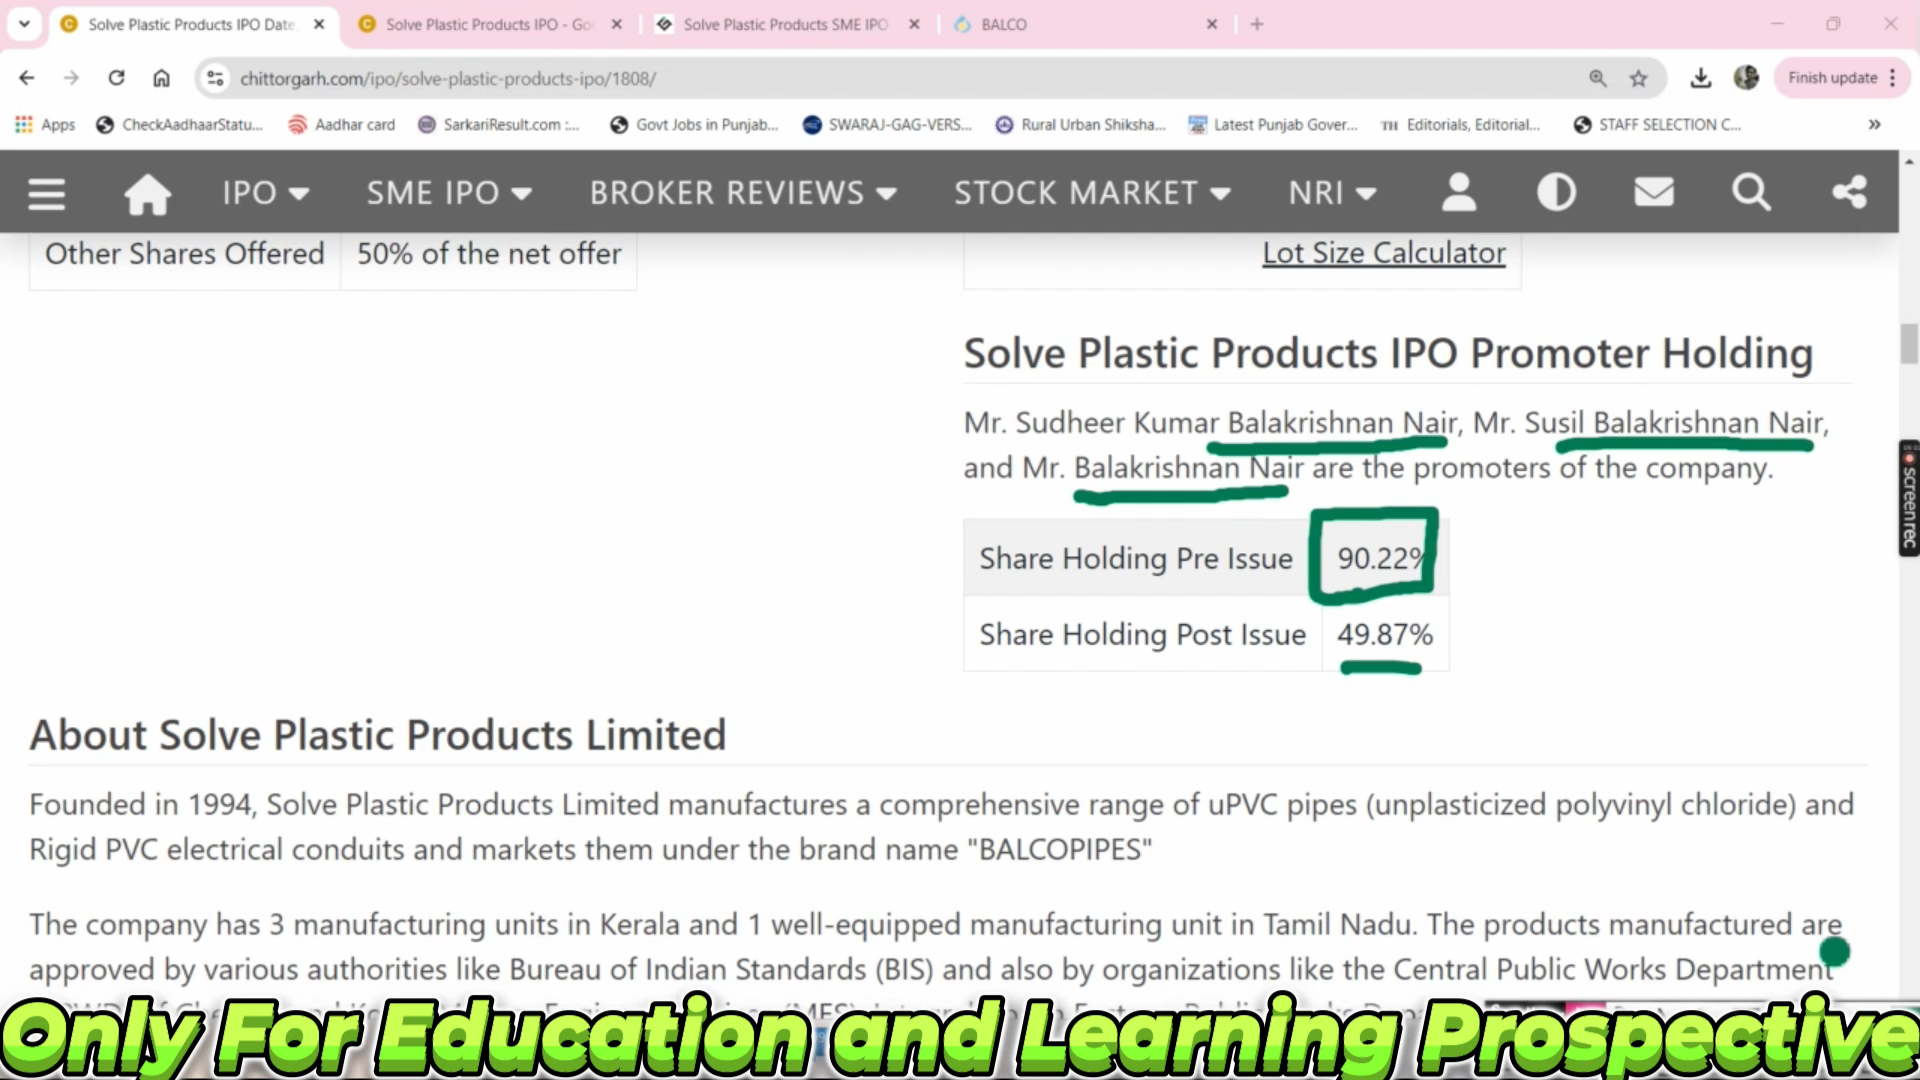 Solve Plastic Products IPO Date
Solve Plastic Products IPO - Go
Solve Plastic Products SME IPO
BALCO
chittorgarh.com/ipo/solve-plastic-products-ipo/1808/
Finish update
Apps
CheckAadhaarStatu...
Aadhar card
SarkariResult.com :...
Govt Jobs in Punjab...
SWARAJ-GAG-VERS...
Rural Urban Shiksha...
Latest Punjab Gover...
TH Editorials, Editorial...
STAFF SELECTION C...
IPO
SME IPO
BROKER REVIEWS
STOCK MARKET
NRI
Other Shares Offered 50% of the net offer
Lot Size Calculator
Solve Plastic Products IPO Promoter Holding
Mr. Sudheer Kumar Balakrishnan Nair, Mr. Susil Balakrishnan Nair,
and Mr. Balakrishnan Nair are the promoters of the company.
Share Holding Pre Issue 90.22%
Share Holding Post Issue 49.87%
screenrec
About Solve Plastic Products Limited
Founded in 1994, Solve Plastic Products Limited manufactures a comprehensive range of uPVC pipes (unplasticized polyvinyl chloride) and
Rigid PVC electrical conduits and markets them under the brand name "BALCOPIPES"
The company has 3 manufacturing units in Kerala and 1 well-equipped manufacturing unit in Tamil Nadu. The products manufactured are
approved by various authorities like Bureau of Indian Standards (BIS) and also by organizations like the Central Public Works Department
Only For Education and Learning Prospective